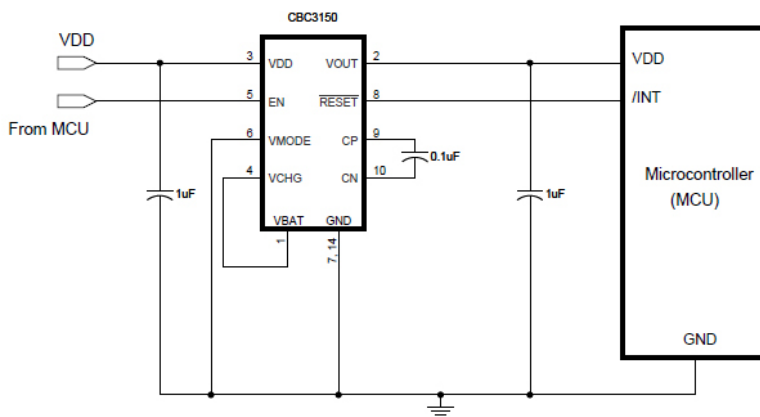 CBC3150
VDD
3
VDD
VOUT
2
VDD
5
EN
RESET
8
/INT
From MCU
6
VMODE
CP
9
0.1uF
4
VCHG
CN
10
1uF
1uF
Microcontroller
(MCU)
VBAT
GND
1
7, 14
GND